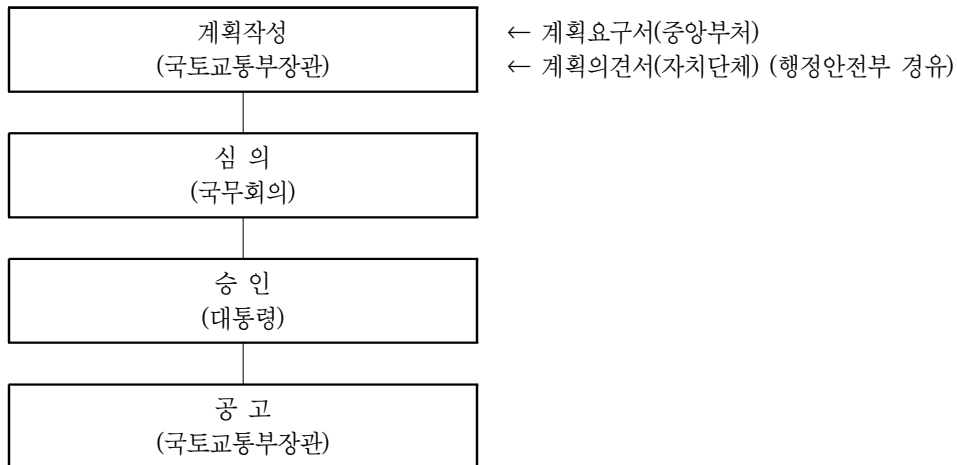 계획작성
(국토교통부장관)
← 계획요구서(중앙부처)
← 계획의견서(자치단체) (행정안전부 경유)
심 의
(국무회의)
승 인
(대통령)
공 고
(국토교통부장관)